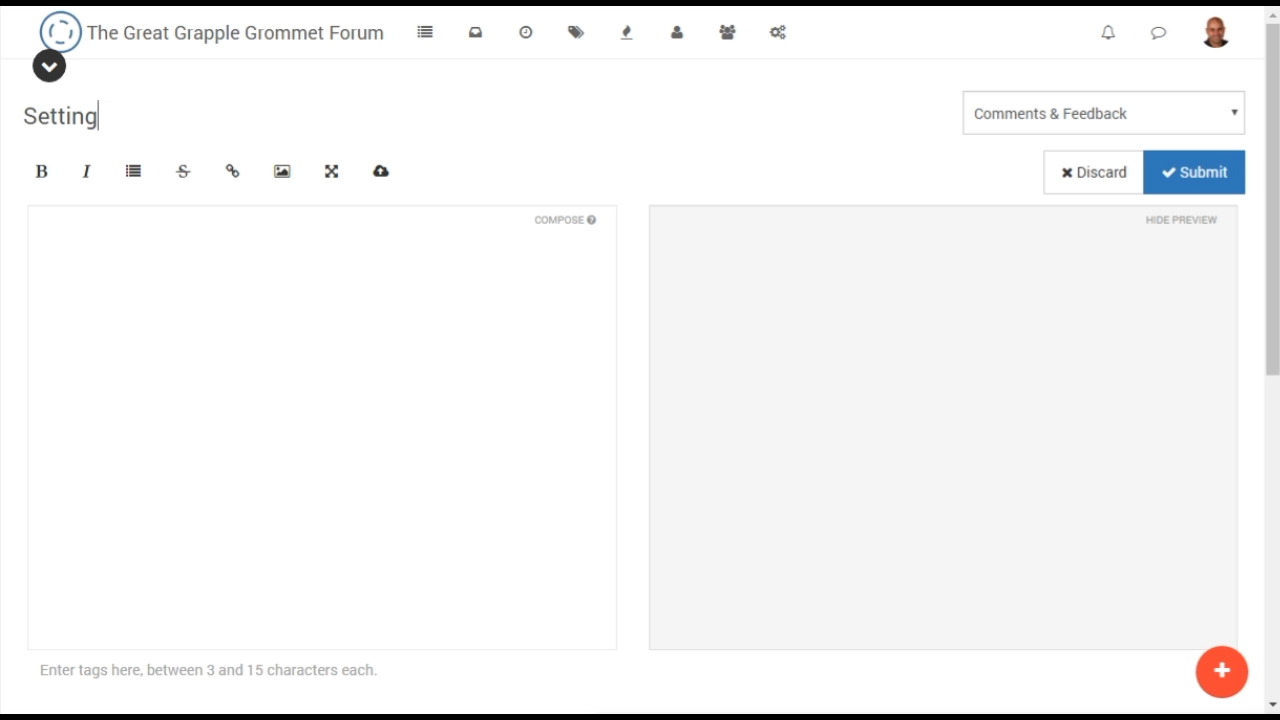 The Great Grapple Grommet Forum
Setting
Comments & Feedback
B I S
Discard
Submit
COMPOSE
HIDE PREVIEW
Enter tags here, between 3 and 15 characters each.